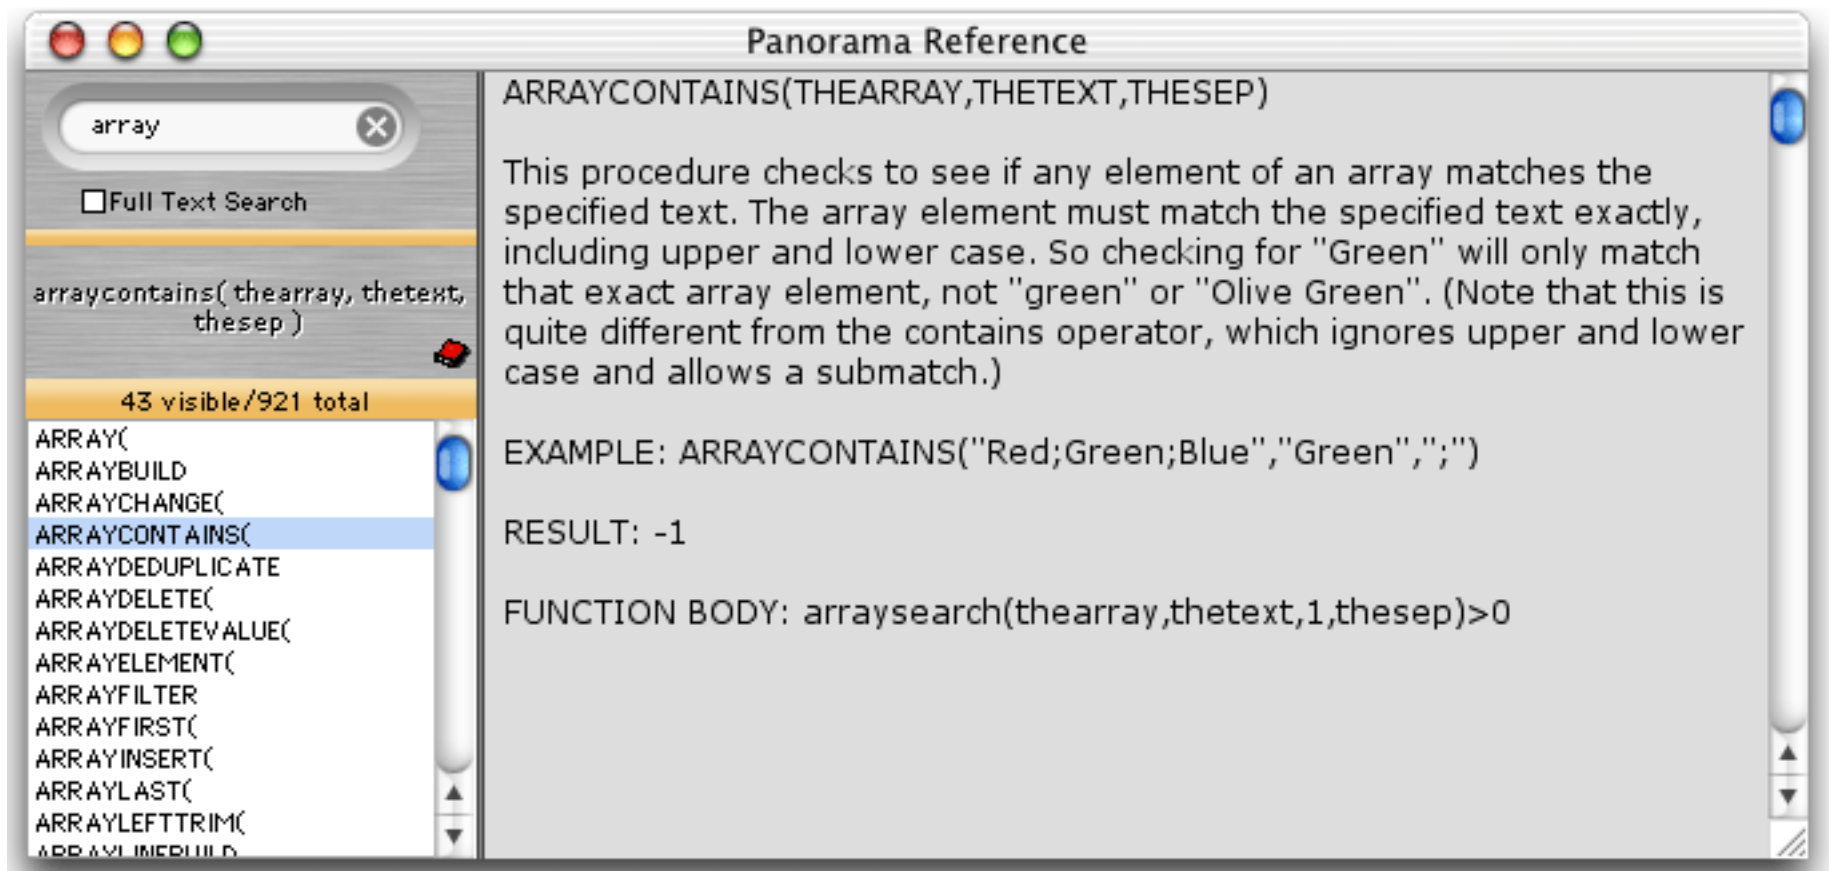 Panorama Reference
array
Full Text Search
arraycontains( thearray, thetext,
thesep )
43 visible/921 total
ARRAY(
ARRAYBUILD
ARRAYCHANGE(
ARRAYCONTAINS(
ARRAYDEDUPLICATE
ARRAYDELETE(
ARRAYDELETEVALUE(
ARRAYELEMENT(
ARRAYFILTER
ARRAYFIRST(
ARRAYINSERT(
ARRAYLAST(
ARRAYLEFTTRIM(
ARRAYLINEBUILD
ARRAYCONTAINS(THEARRAY,THETEXT,THESEP)
This procedure checks to see if any element of an array matches the
specified text. The array element must match the specified text exactly,
including upper and lower case. So checking for "Green" will only match
that exact array element, not "green" or "Olive Green". (Note that this is
quite different from the contains operator, which ignores upper and lower
case and allows a submatch.)
EXAMPLE: ARRAYCONTAINS("Red;Green;Blue","Green",";")
RESULT: -1
FUNCTION BODY: arraysearch(thearray,thetext,1,thesep)>0